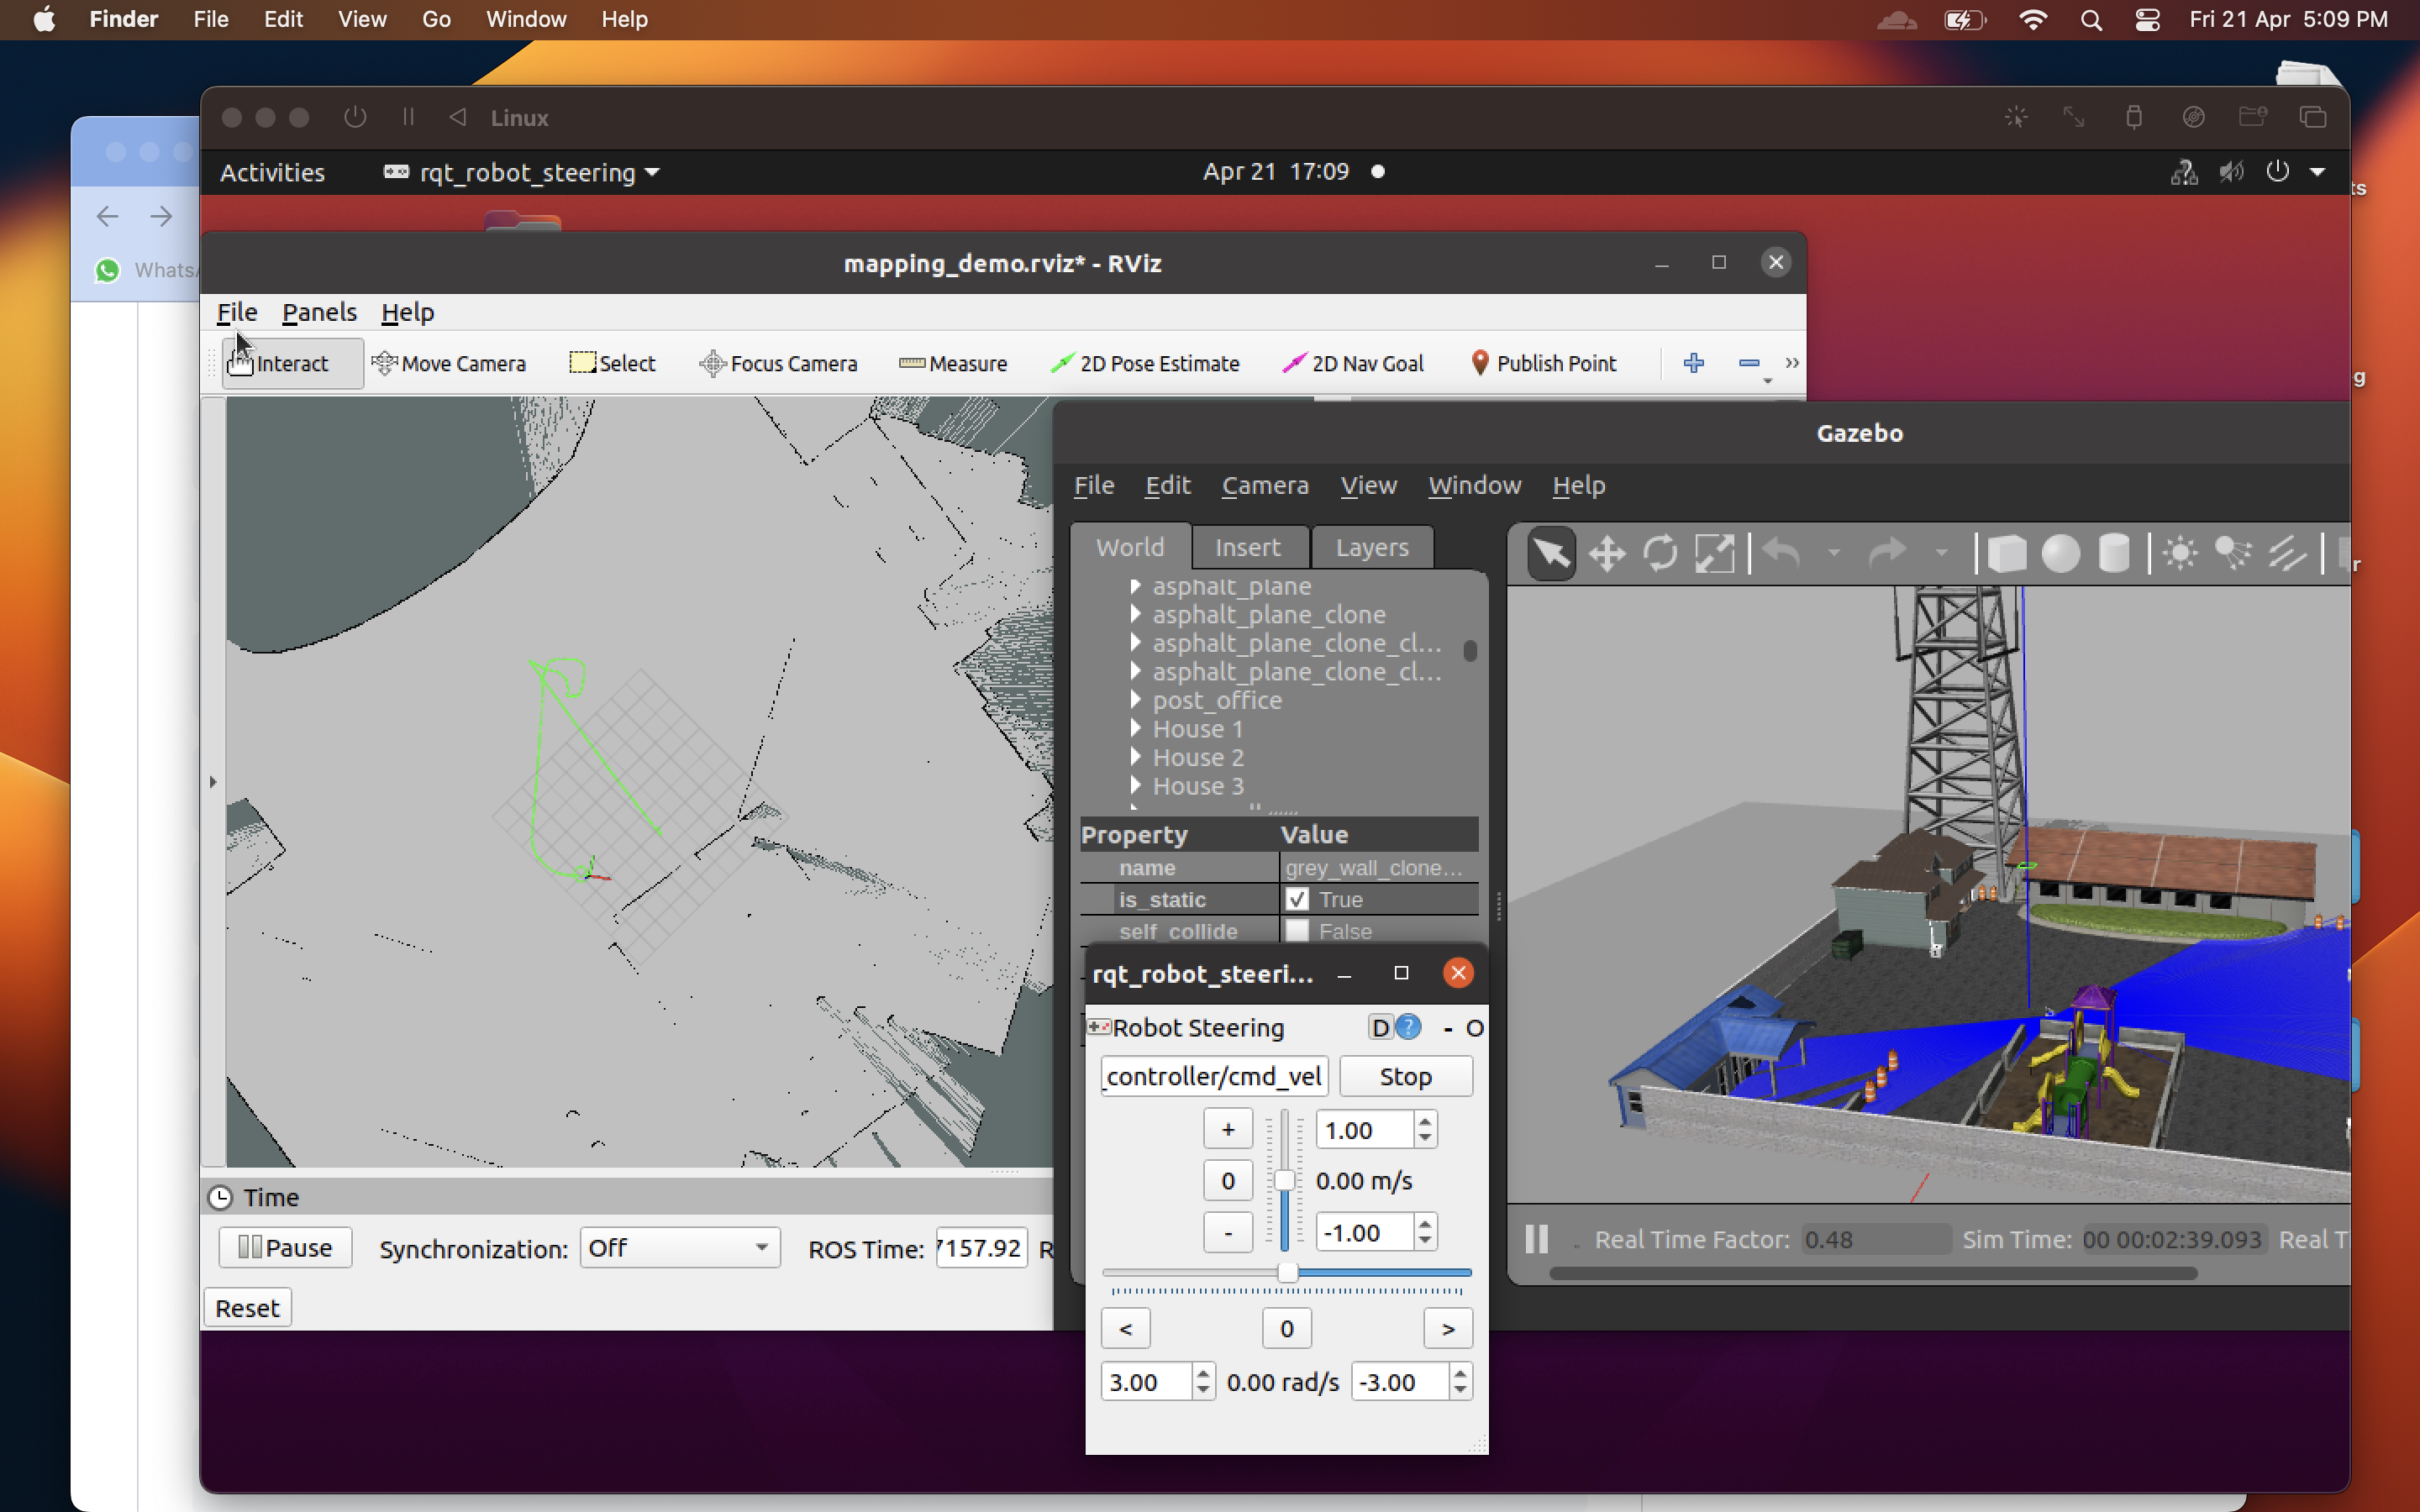 Finder File Edit View Go Window Help Fri 21 Apr 5:09 PM
Linux
Activities rqt_robot_steering Apr 21 17:09
ts
mapping_demo.rviz* - RViz
File Panels Help
Interact Move Camera Select Focus Camera Measure 2D Pose Estimate 2D Nav Goal Publish Point
g
Gazebo
File Edit Camera View Window Help
World Insert Layers
r
asphalt_plane
asphalt_plane_clone
asphalt_plane_clone_cl...
asphalt_plane_clone_cl...
post_office
House 1
House 2
House 3
Property Value
name grey_wall_clone...
is_static True
self_collide False
rqt_robot_steeri...
Robot Steering D ? - O
_controller/cmd_vel Stop
+ 1.00
0 0.00 m/s
- -1.00
< 0 >
3.00 0.00 rad/s -3.00
Real Time Factor: 0.48 Sim Time: 00 00:02:39.093 Real T
Time
Pause Synchronization: Off ROS Time: 7157.92 R
Reset